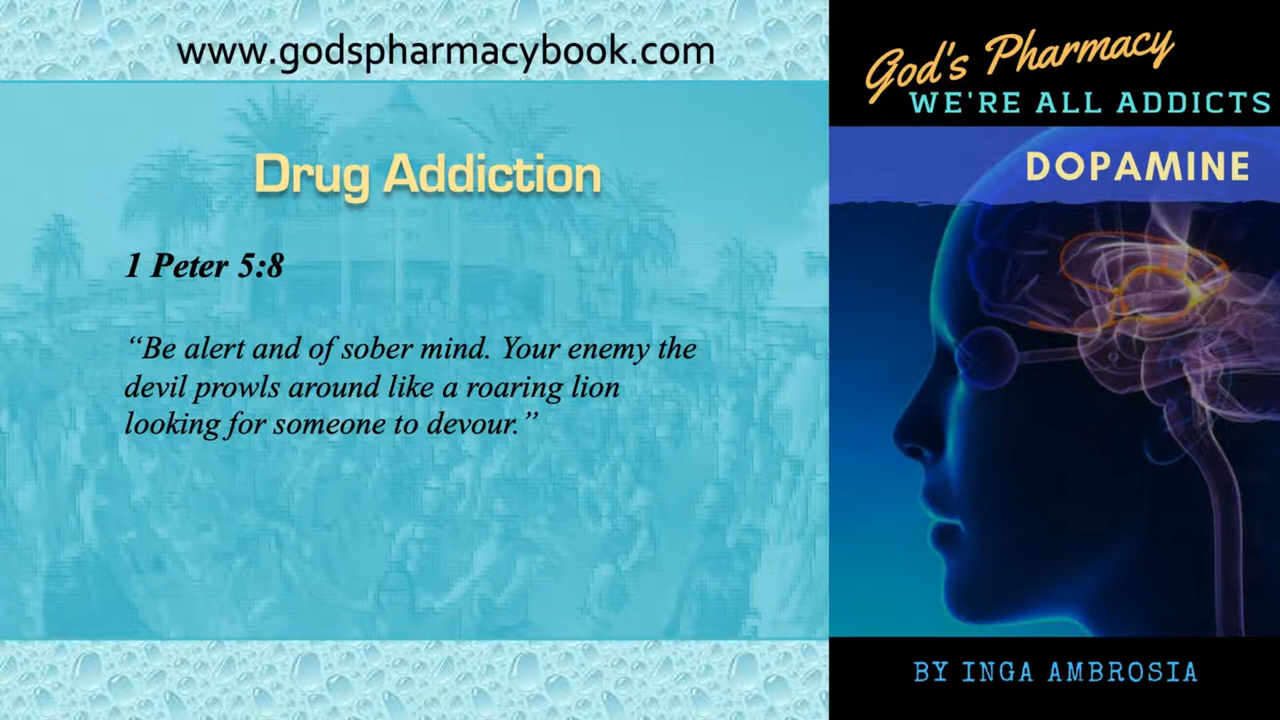 www.godspharmacybook.com
Drug Addiction
1 Peter 5:8
“Be alert and of sober mind. Your enemy the
devil prowls around like a roaring lion
looking for someone to devour.”
God's Pharmacy
WE'RE ALL ADDICTS
DOPAMINE
BY INGA AMBROSIA